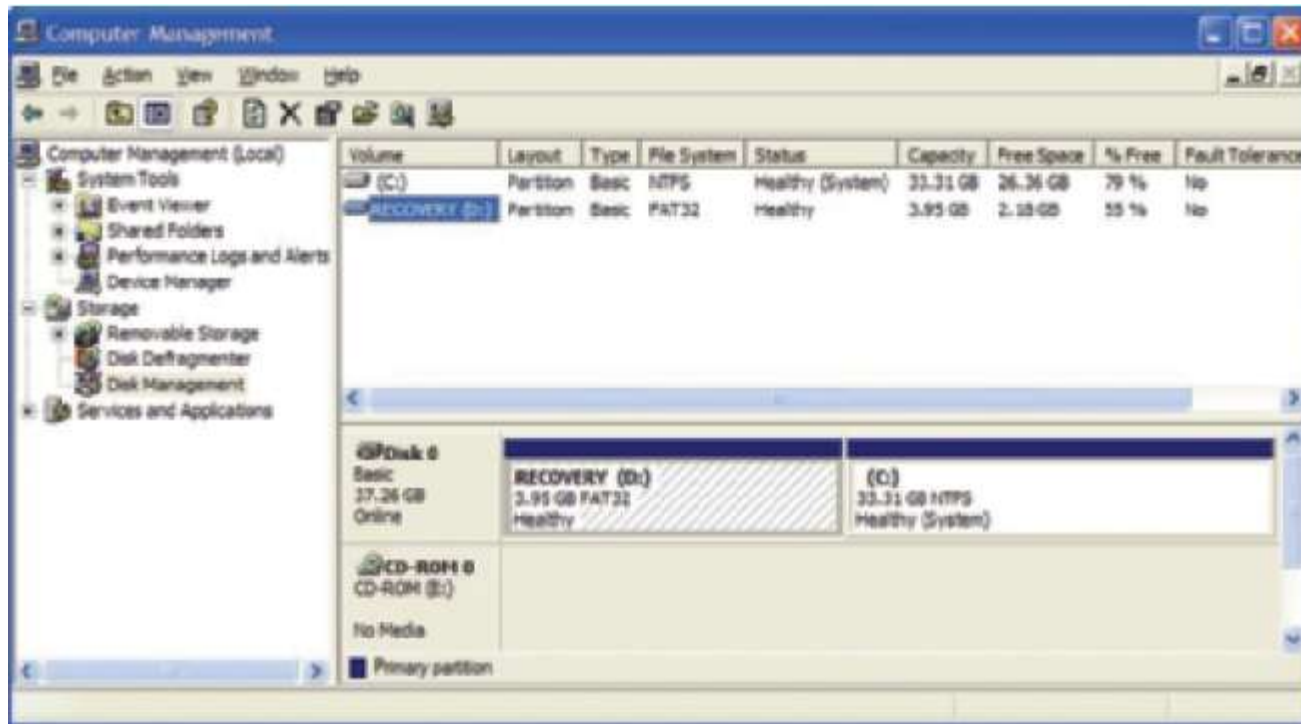 Computer Management
File Action View Window Help
Computer Management (Local)
System Tools
Event Viewer
Shared Folders
Performance Logs and Alerts
Device Manager
Storage
Removable Storage
Disk Defragmenter
Disk Management
Services and Applications
Volume Layout Type File System Status Capacity Free Space % Free Fault Tolerance
(C:) Partition Basic NTFS Healthy (System) 33.31 GB 26.36 GB 79 % No
RECOVERY (D:) Partition Basic FAT32 Healthy 3.95 GB 2.18 GB 55 % No
Disk 0
Basic
37.26 GB
Online
RECOVERY (D:)
3.95 GB FAT32
Healthy
(C:)
33.31 GB NTFS
Healthy (System)
CD-ROM 0
CD-ROM (E:)
No Media
Primary partition